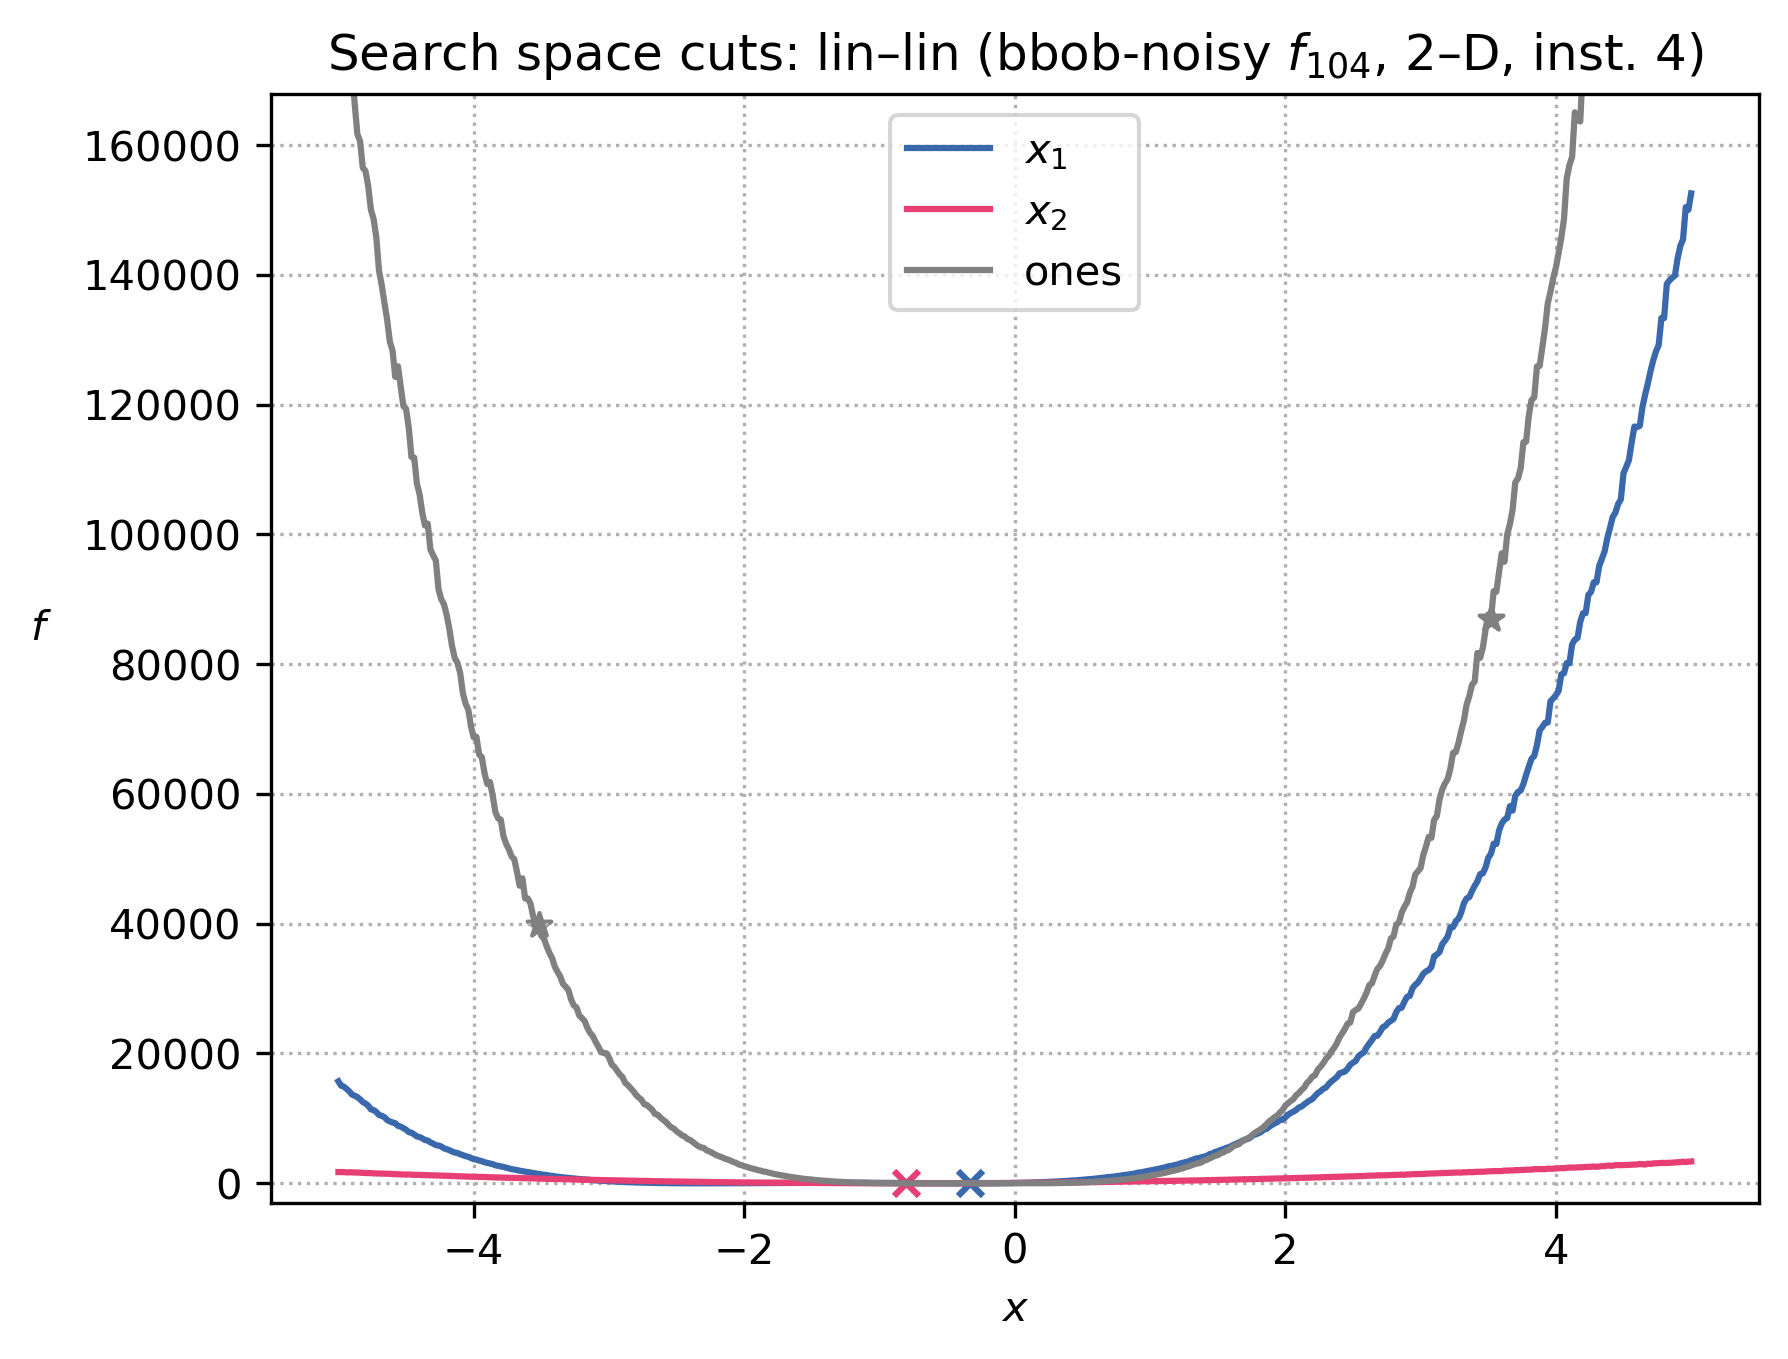 Search space cuts: lin–lin (bbob-noisy f₁₀₄, 2–D, inst. 4)
x₁
x₂
ones
160000
140000
120000
100000
80000
60000
40000
20000
0
f
−4
−2
0
2
4
x